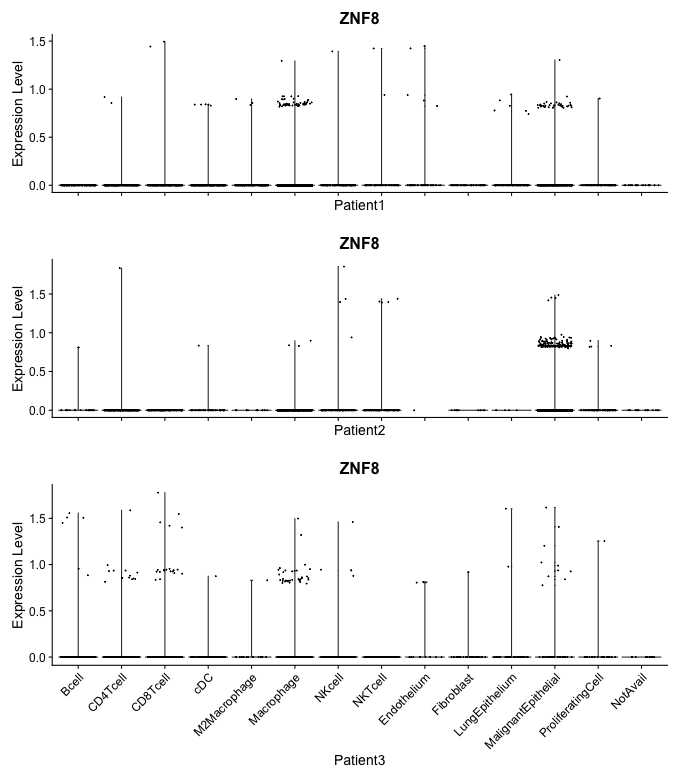 ZNF8
Expression Level
1.5
1.0
0.5
0.0
Patient1
ZNF8
Expression Level
1.5
1.0
0.5
0.0
Patient2
ZNF8
Expression Level
1.5
1.0
0.5
0.0
Bcell
CD4Tcell
CD8Tcell
cDC
M2Macrophage
Macrophage
NKcell
NKTcell
Endothelium
Fibroblast
LungEpithelium
MalignantEpithelial
ProliferatingCell
NotAvail
Patient3